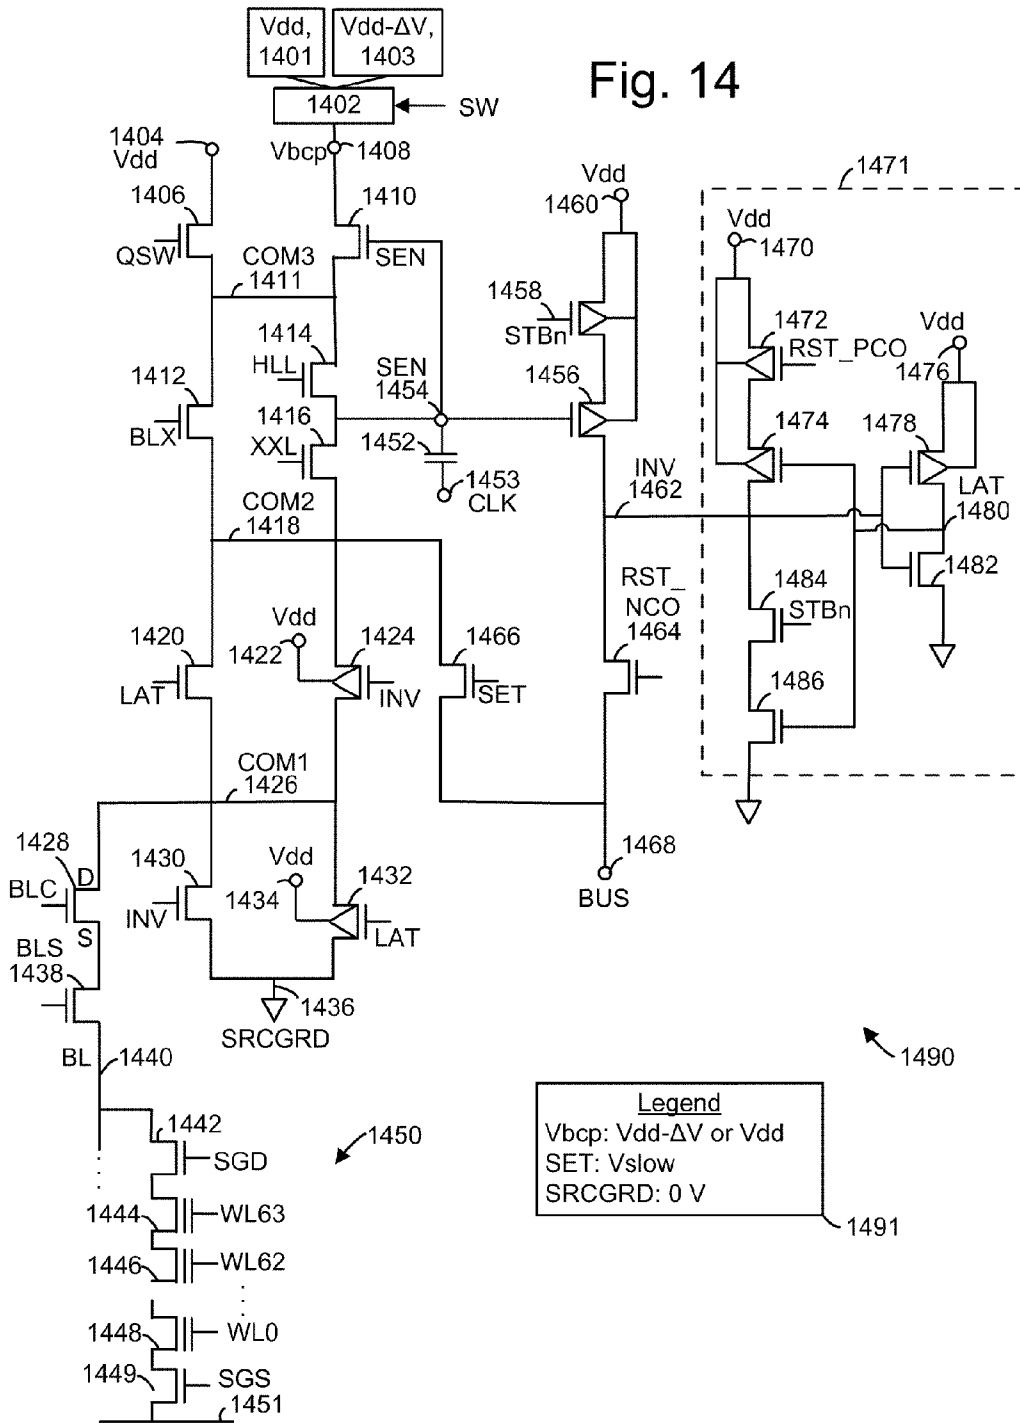 Vdd,
1401
Vdd-ΔV,
1403
Fig. 14
1402
SW
1404
Vdd
Vbcp
1408
1406
QSW
1410
SEN
COM3
1411
1414
HLL
1412
BLX
SEN
1454
1416
XXL
1452
1453
CLK
COM2
1418
Vdd
1460
1458
STBn
1456
INV
1462
1471
Vdd
1470
1472
RST_PCO
1474
Vdd
1476
1478
LAT
1480
1482
1484
STBn
1486
RST_
NCO
1464
1420
LAT
Vdd
1422
1424
INV
1466
SET
COM1
1426
1428
D
BLC
S
1430
INV
Vdd
1434
1432
LAT
1468
BUS
BLS
1438
1436
SRCGRD
BL
1440
1490
Legend
Vbcp: Vdd-ΔV or Vdd
SET: Vslow
SRCGRD: 0 V
1491
1442
SGD
1450
1444
WL63
1446
WL62
1448
WL0
1449
SGS
1451